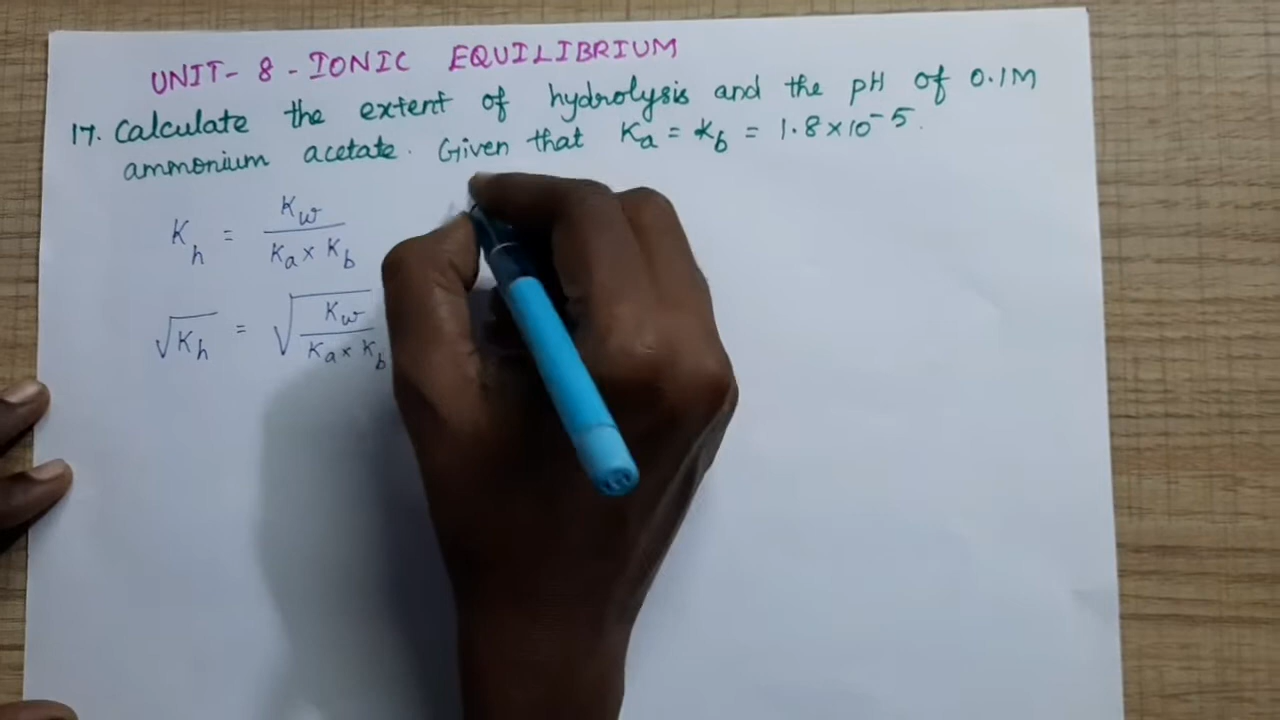 UNIT- 8 - IONIC EQUILIBRIUM
17. Calculate the extent of hydrolysis and the pH of 0.1M
ammonium acetate. Given that Ka = Kb = 1.8×10⁻⁵.
Kh = Kw / Ka × Kb
√Kh = √Kw / Ka × Kb